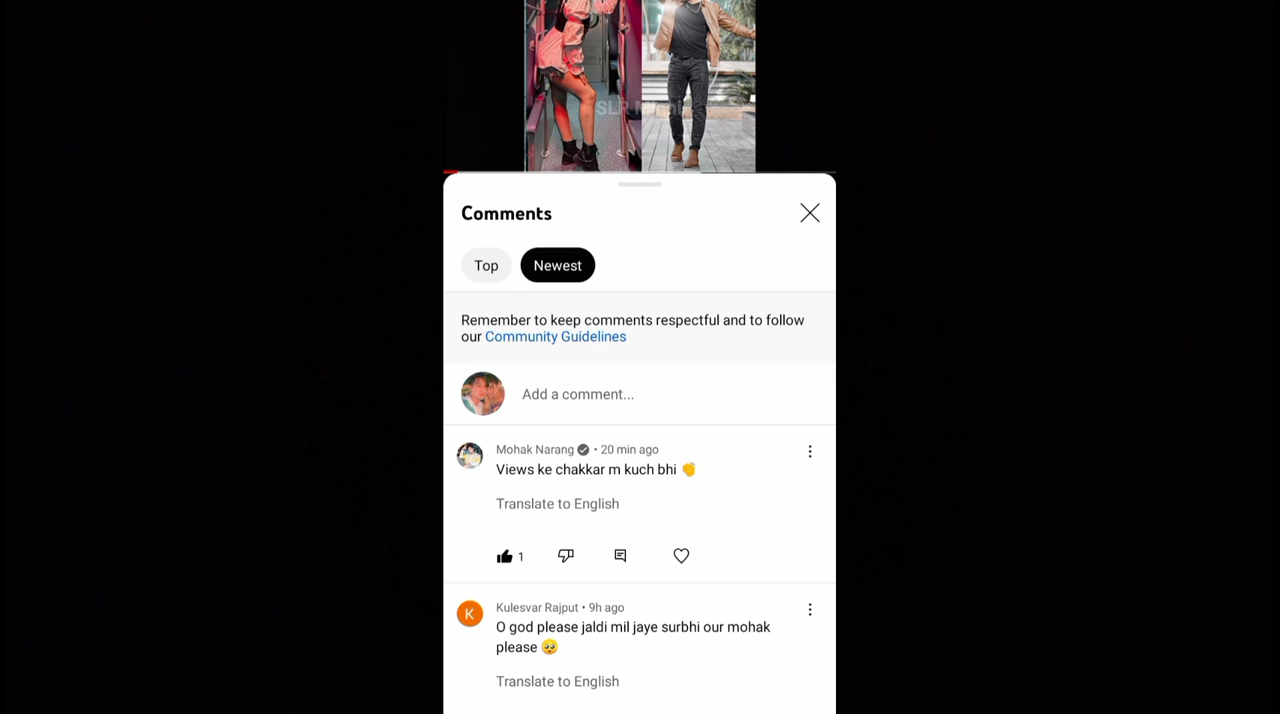 SLR
Comments
Top
Newest
Remember to keep comments respectful and to follow
our Community Guidelines
Add a comment...
Mohak Narang • 20 min ago
Views ke chakkar m kuch bhi 👏
Translate to English
1
K
Kulesvar Rajput • 9h ago
O god please jaldi mil jaye surbhi our mohak
please 🥺
Translate to English